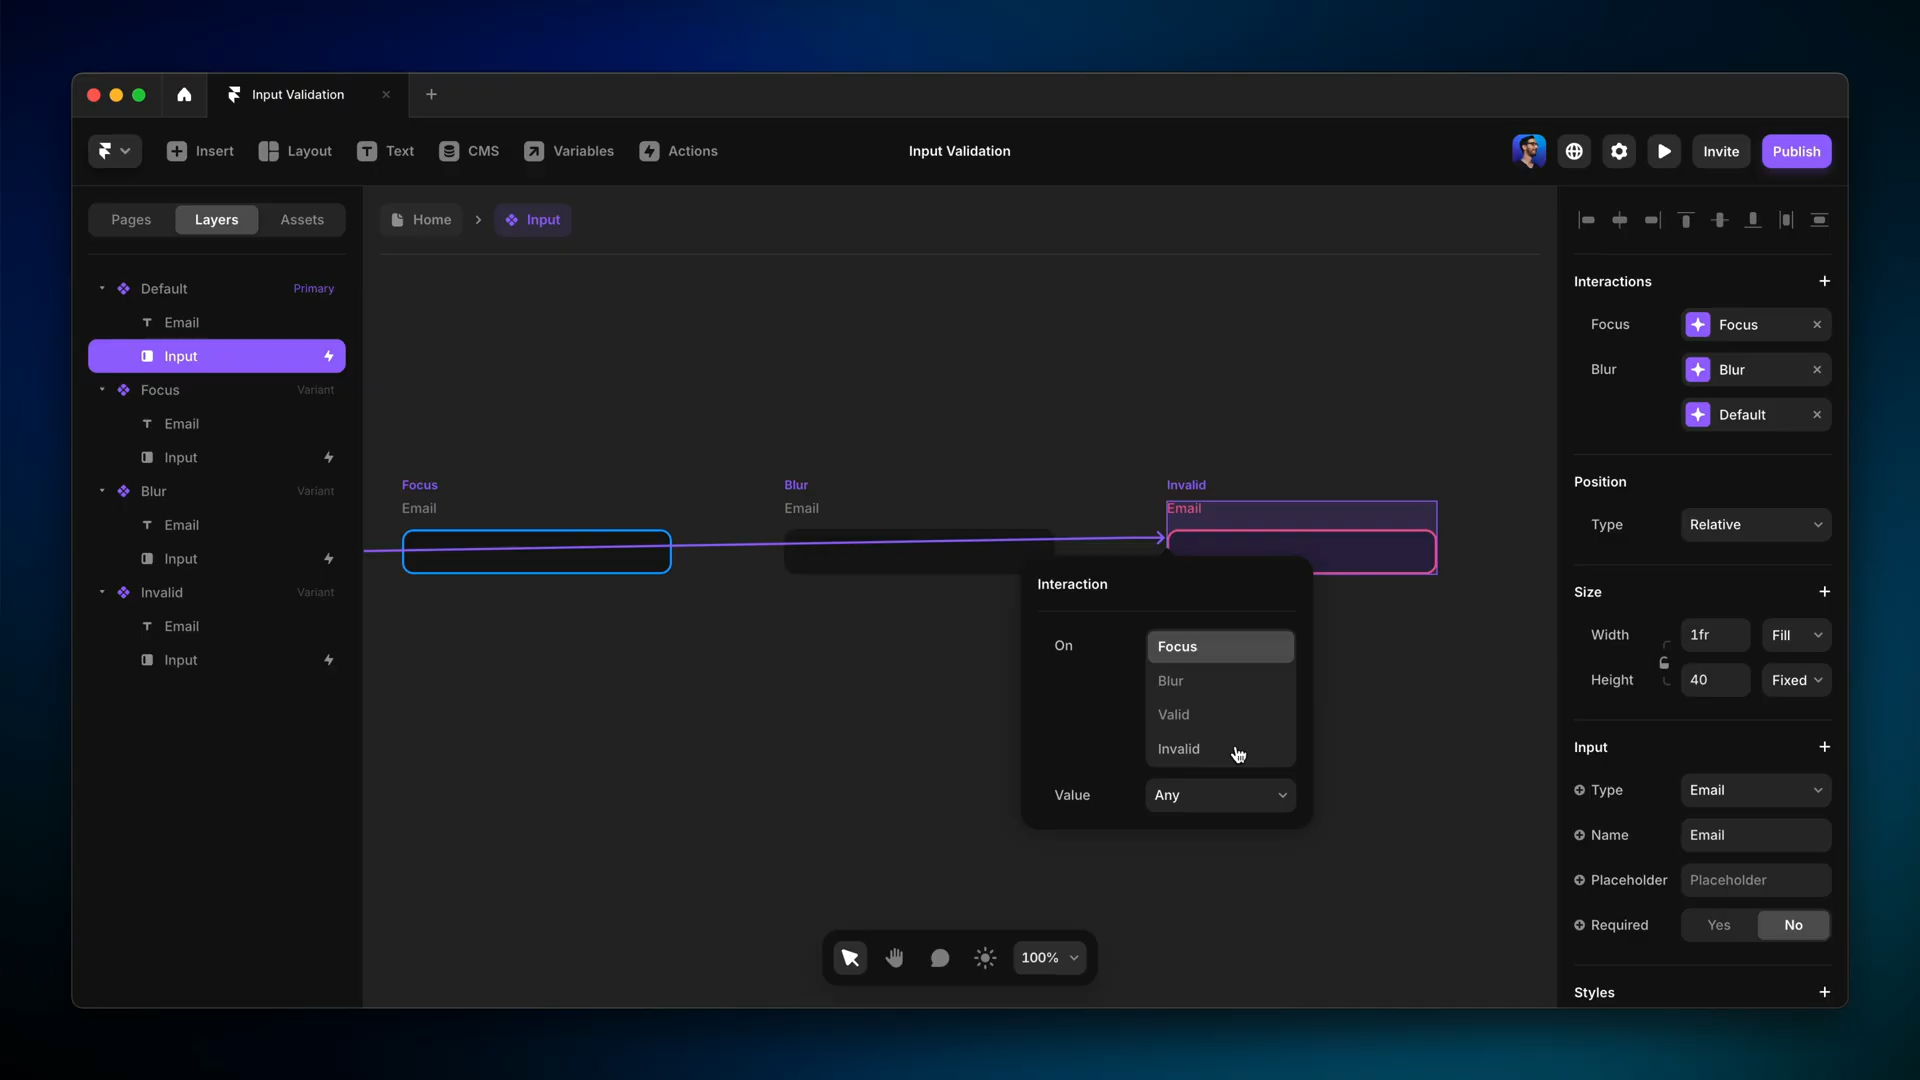 Input Validation
Insert
Layout
Text
CMS
Variables
Actions
Input Validation
Invite
Publish
Pages
Layers
Assets
Default
Primary
Email
Input
Focus
Variant
Email
Input
Blur
Variant
Email
Input
Invalid
Variant
Email
Input
Home
Input
Focus
Email
Blur
Email
Invalid
Email
Interaction
On
Focus
Blur
Valid
Invalid
Value
Any
100%
Interactions
Focus
Focus
Blur
Blur
Default
Position
Type
Relative
Size
Width
1fr
Fill
Height
40
Fixed
Input
Type
Email
Name
Email
Placeholder
Placeholder
Required
Yes
No
Styles